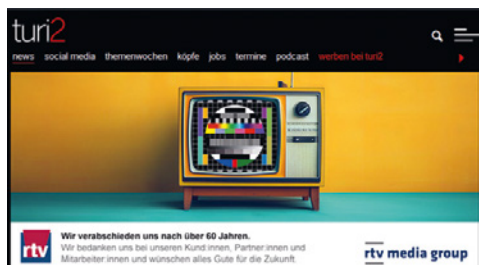 turi2
news social media themenwochen köpfe jobs termine podcast werben bei turi2
Wir verabschieden uns nach über 60 Jahren.
Wir bedanken uns bei unseren Kund:innen, Partner:innen und
Mitarbeiter:innen und wünschen alles Gute für die Zukunft.
rtv
rtv media group